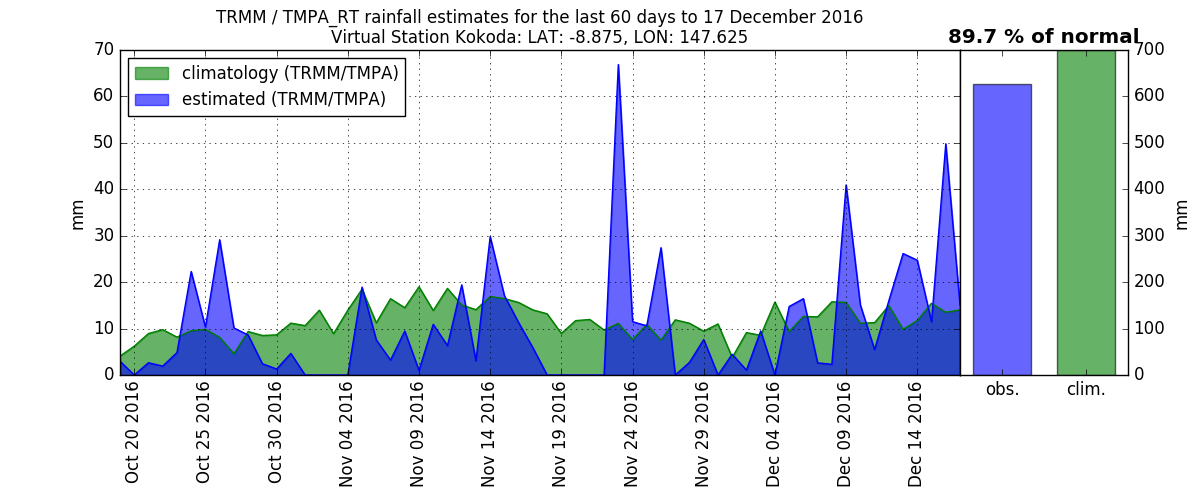 TRMM / TMPA_RT rainfall estimates for the last 60 days to 17 December 2016
Virtual Station Kokoda: LAT: -8.875, LON: 147.625
89.7 % of normal
climatology (TRMM/TMPA)
estimated (TRMM/TMPA)
70
60
50
40
30
20
10
0
mm
700
600
500
400
300
200
100
0
mm
obs.
clim.
Oct 20 2016
Oct 25 2016
Oct 30 2016
Nov 04 2016
Nov 09 2016
Nov 14 2016
Nov 19 2016
Nov 24 2016
Nov 29 2016
Dec 04 2016
Dec 09 2016
Dec 14 2016